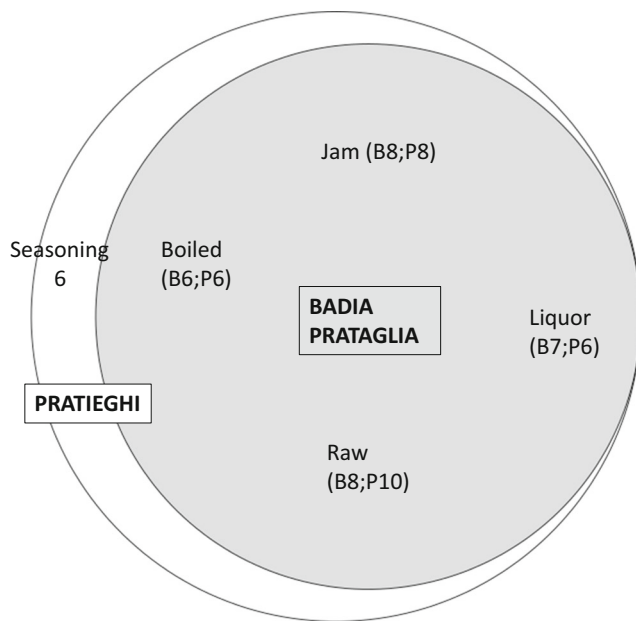 Jam (B8;P8)
Seasoning
6
Boiled
(B6;P6)
BADIA
PRATAGLIA
Liquor
(B7;P6)
PRATIEGHI
Raw
(B8;P10)